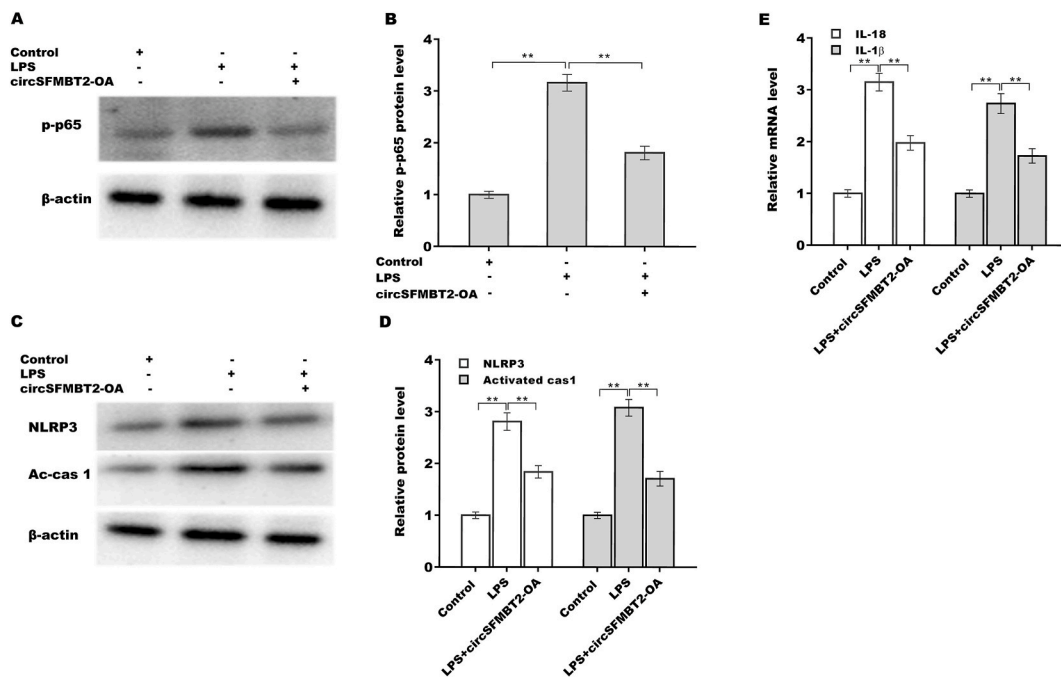 A
Control + - -
LPS - + +
circSFMBT2-OA - - +
p-p65
β-actin
B
Relative p-p65 protein level
4
3
2
1
0
** **
Control + - -
LPS - + +
circSFMBT2-OA - - +
C
Control + - -
LPS - + +
circSFMBT2-OA - - +
NLRP3
Ac-cas 1
β-actin
D
Relative protein level
4
3
2
1
0
NLRP3
Activated cas1
** ** ** **
Control
LPS
LPS+circSFMBT2-OA
Control
LPS
LPS+circSFMBT2-OA
E
Relative mRNA level
4
3
2
1
0
IL-18
IL-1β
** ** ** **
Control
LPS
LPS+circSFMBT2-OA
Control
LPS
LPS+circSFMBT2-OA